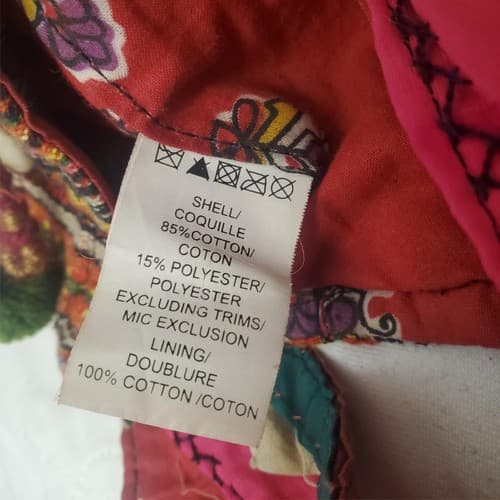 SHELL/
COQUILLE
85%COTTON/
COTON
15% POLYESTER/
POLYESTER
EXCLUDING TRIMS/
MIC EXCLUSION
LINING/
DOUBLURE
100% COTTON /COTON